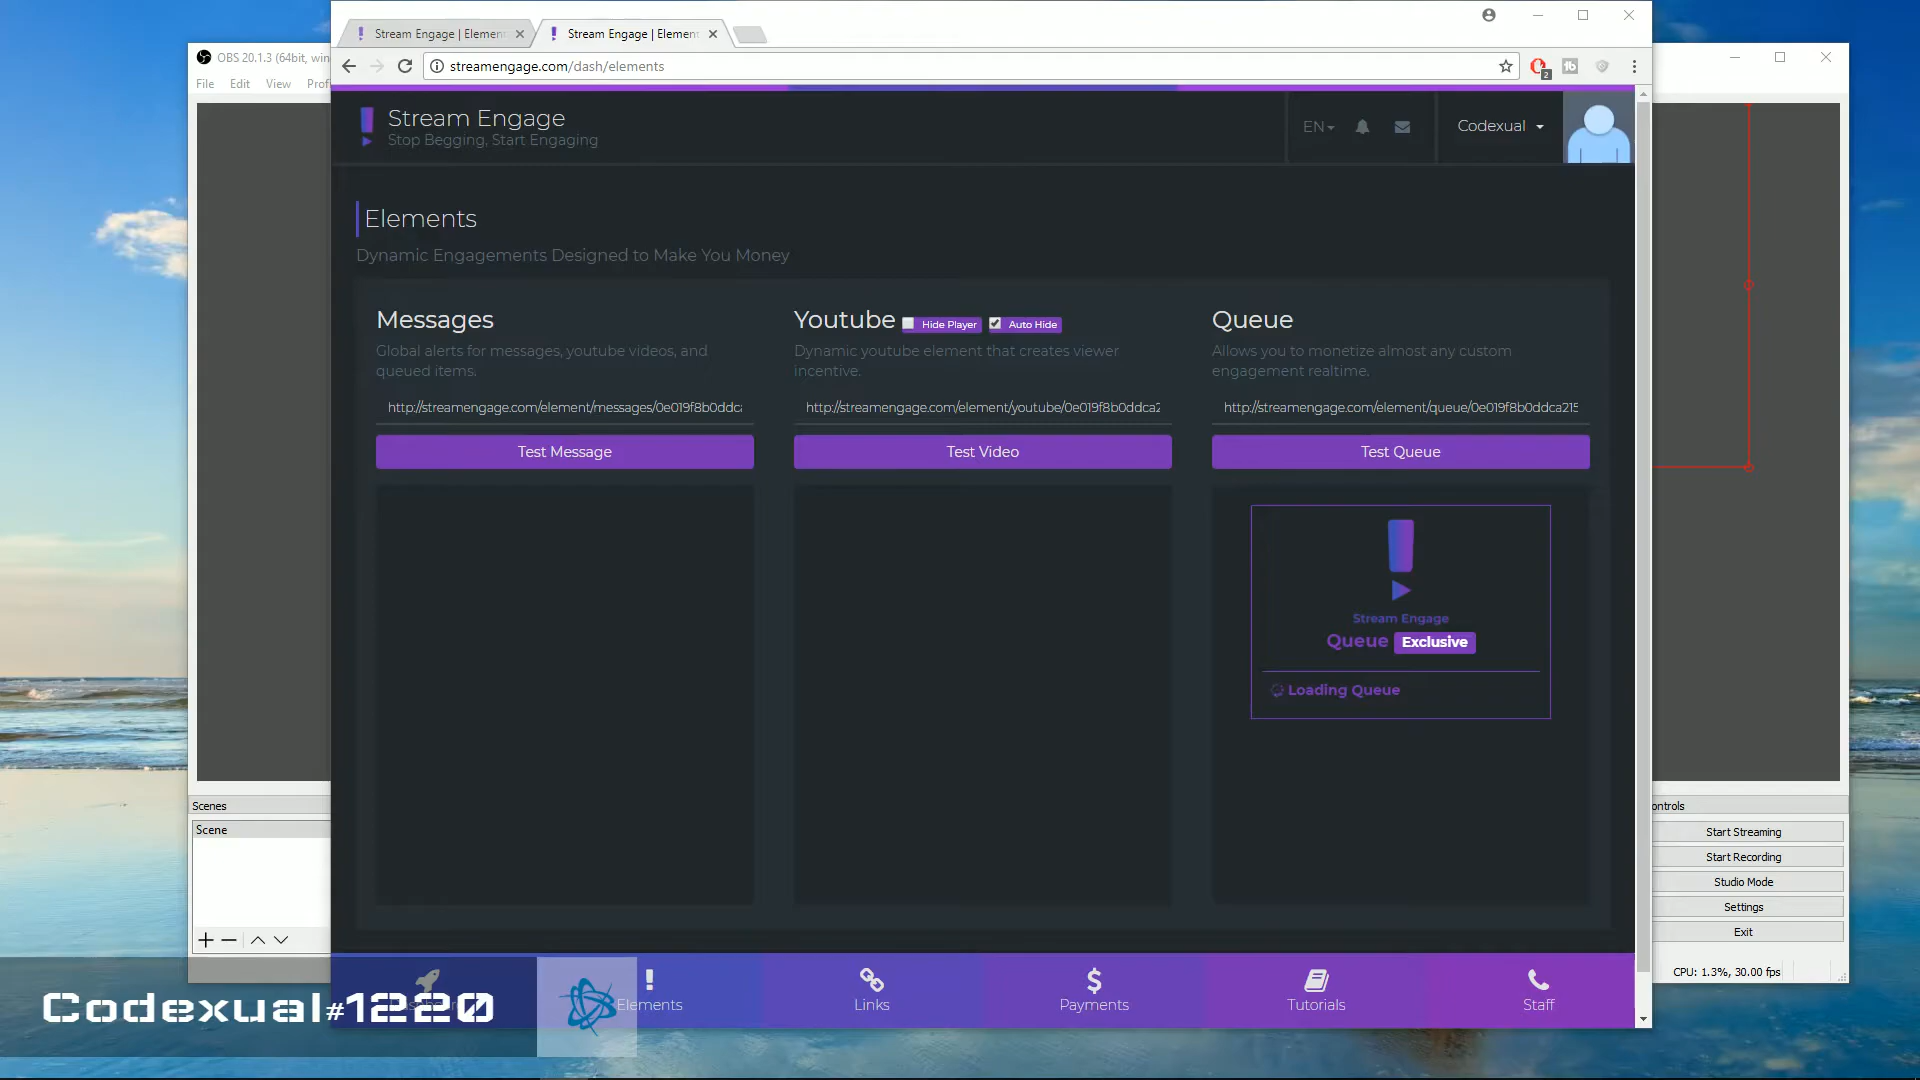 OBS 20.1.3 (64bit, win
File Edit View Prof
Stream Engage | Elemen
Stream Engage | Elemen
streamengage.com/dash/elements
2
Stream Engage
Stop Begging, Start Engaging
EN
Codexual
Elements
Dynamic Engagements Designed to Make You Money
Messages
Global alerts for messages, youtube videos, and
queued items.
http://streamengage.com/element/messages/0e019f8b0ddca
Test Message
Youtube Hide Player Auto Hide
Dynamic youtube element that creates viewer
incentive.
http://streamengage.com/element/youtube/0e019f8b0ddca2
Test Video
Queue
Allows you to monetize almost any custom
engagement realtime.
http://streamengage.com/element/queue/0e019f8b0ddca215
Test Queue
Stream Engage
Queue Exclusive
Loading Queue
Scenes
Scene
ontrols
Start Streaming
Start Recording
Studio Mode
Settings
Exit
CPU: 1.3%, 30.00 fps
Elements
Links
Payments
Tutorials
Staff
Codexual#1220